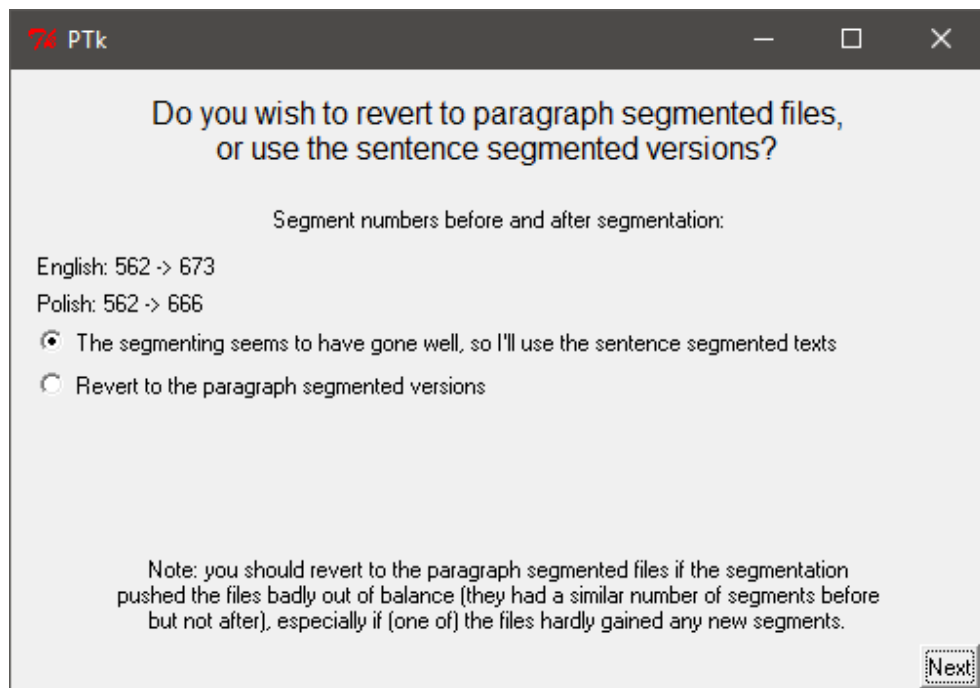 PTk
Do you wish to revert to paragraph segmented files,
or use the sentence segmented versions?
Segment numbers before and after segmentation:
English: 562 -> 673
Polish: 562 -> 666
The segmenting seems to have gone well, so I'll use the sentence segmented texts
Revert to the paragraph segmented versions
Note: you should revert to the paragraph segmented files if the segmentation
pushed the files badly out of balance (they had a similar number of segments before
but not after), especially if (one of) the files hardly gained any new segments.
Next